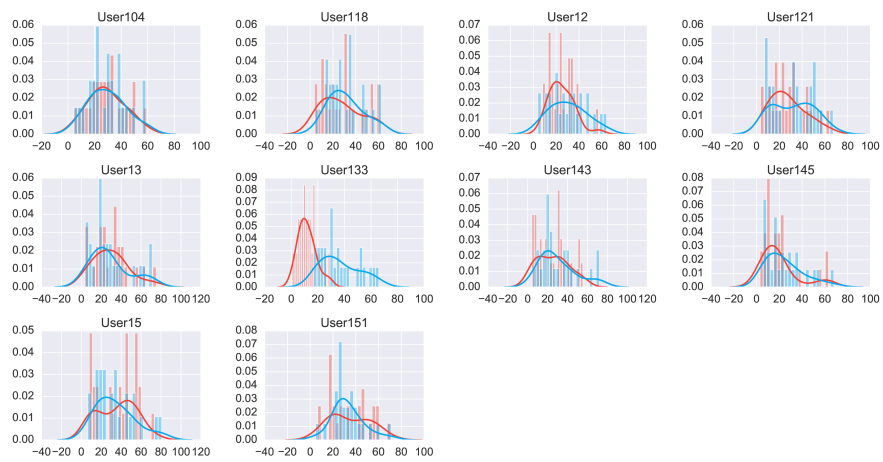 User104 User118 User12 User121
0.06 0.06 0.07 0.06
0.05 0.05 0.06 0.05
0.04 0.04 0.05 0.04
0.03 0.03 0.04 0.03
0.02 0.02 0.03 0.02
0.01 0.01 0.02 0.01
0.00 0.00 0.01 0.00
0.00
−20 0 20 40 60 80 100 −40 −20 0 20 40 60 80 100 −40 −20 0 20 40 60 80 100 −40 −20 0 20 40 60 80 100
User13 User133 User143 User145
0.06 0.09 0.07 0.08
0.05 0.08 0.06 0.07
0.04 0.07 0.05 0.06
0.03 0.06 0.04 0.05
0.02 0.05 0.03 0.04
0.01 0.04 0.02 0.03
0.00 0.03 0.01 0.02
0.02 0.00 0.01
0.01 0.00
0.00
−40 −20 0 20 40 60 80 100 120 −20 0 20 40 60 80 100 −40 −20 0 20 40 60 80 100 120 −40 −20 0 20 40 60 80 100
User15 User151
0.05 0.08
0.04 0.07
0.03 0.06
0.02 0.05
0.01 0.04
0.00 0.03
0.02
0.01
0.00
−40 −20 0 20 40 60 80 100 120 −40 −20 0 20 40 60 80 100